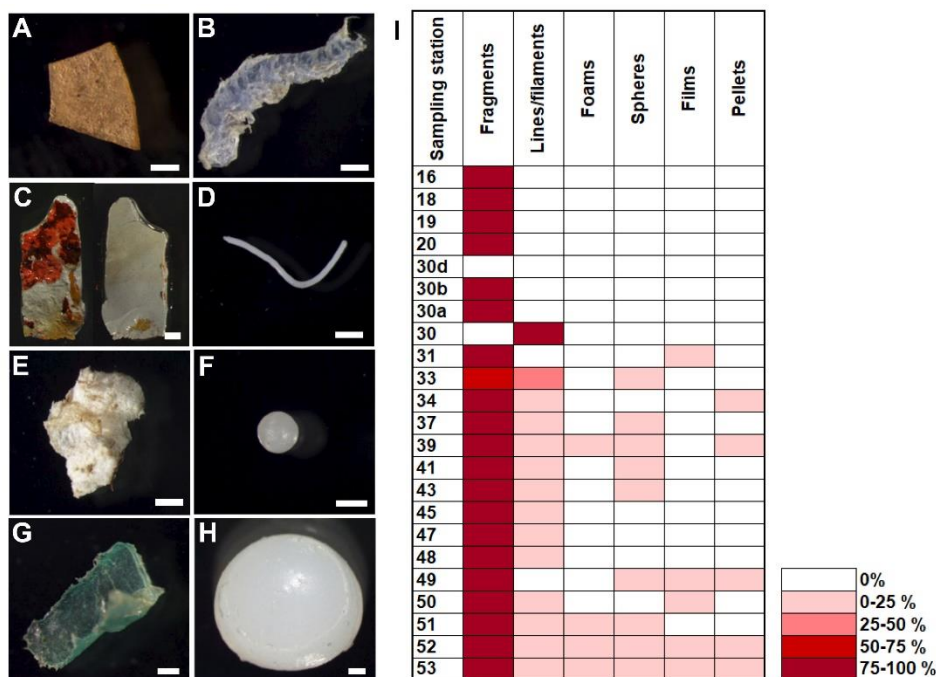 A
B
C
D
E
F
G
H
I
Sampling station
Fragments
Lines/filaments
Foams
Spheres
Films
Pellets
16
18
19
20
30d
30b
30a
30
31
33
34
37
39
41
43
45
47
48
49
50
51
52
53
0%
0-25 %
25-50 %
50-75 %
75-100 %